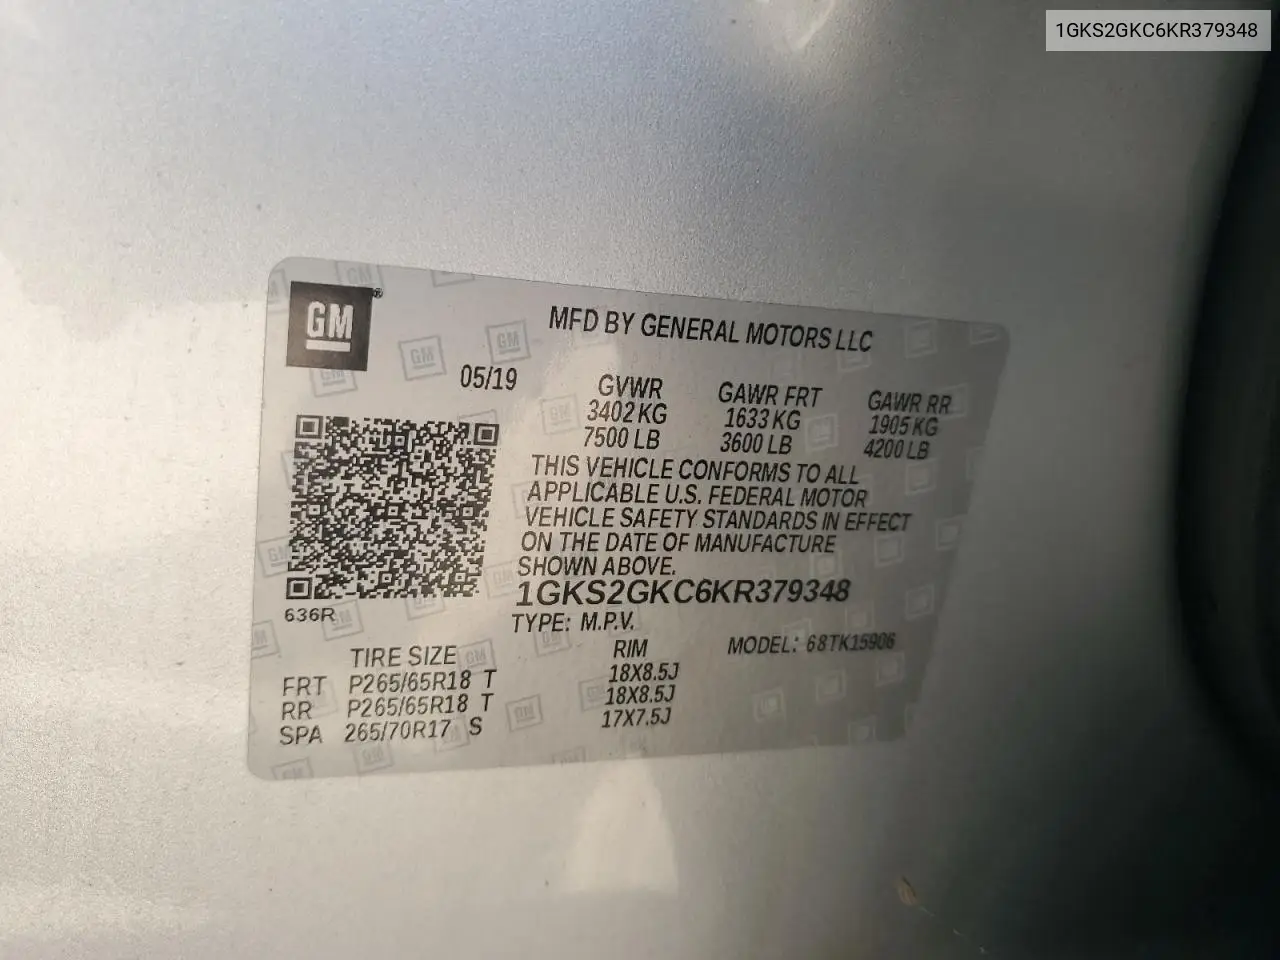 1GKS2GKC6KR379348
GM®
MFD BY GENERAL MOTORS LLC
05/19
GVWR GAWR FRT GAWR RR
3402 KG 1633 KG 1905 KG
7500 LB 3600 LB 4200 LB
THIS VEHICLE CONFORMS TO ALL
APPLICABLE U.S. FEDERAL MOTOR
VEHICLE SAFETY STANDARDS IN EFFECT
ON THE DATE OF MANUFACTURE
SHOWN ABOVE.
1GKS2GKC6KR379348
636R
TYPE: M.P.V.
MODEL: 68TK15906
TIRE SIZE RIM
FRT P265/65R18 T 18X8.5J
RR P265/65R18 T 18X8.5J
SPA 265/70R17 S 17X7.5J